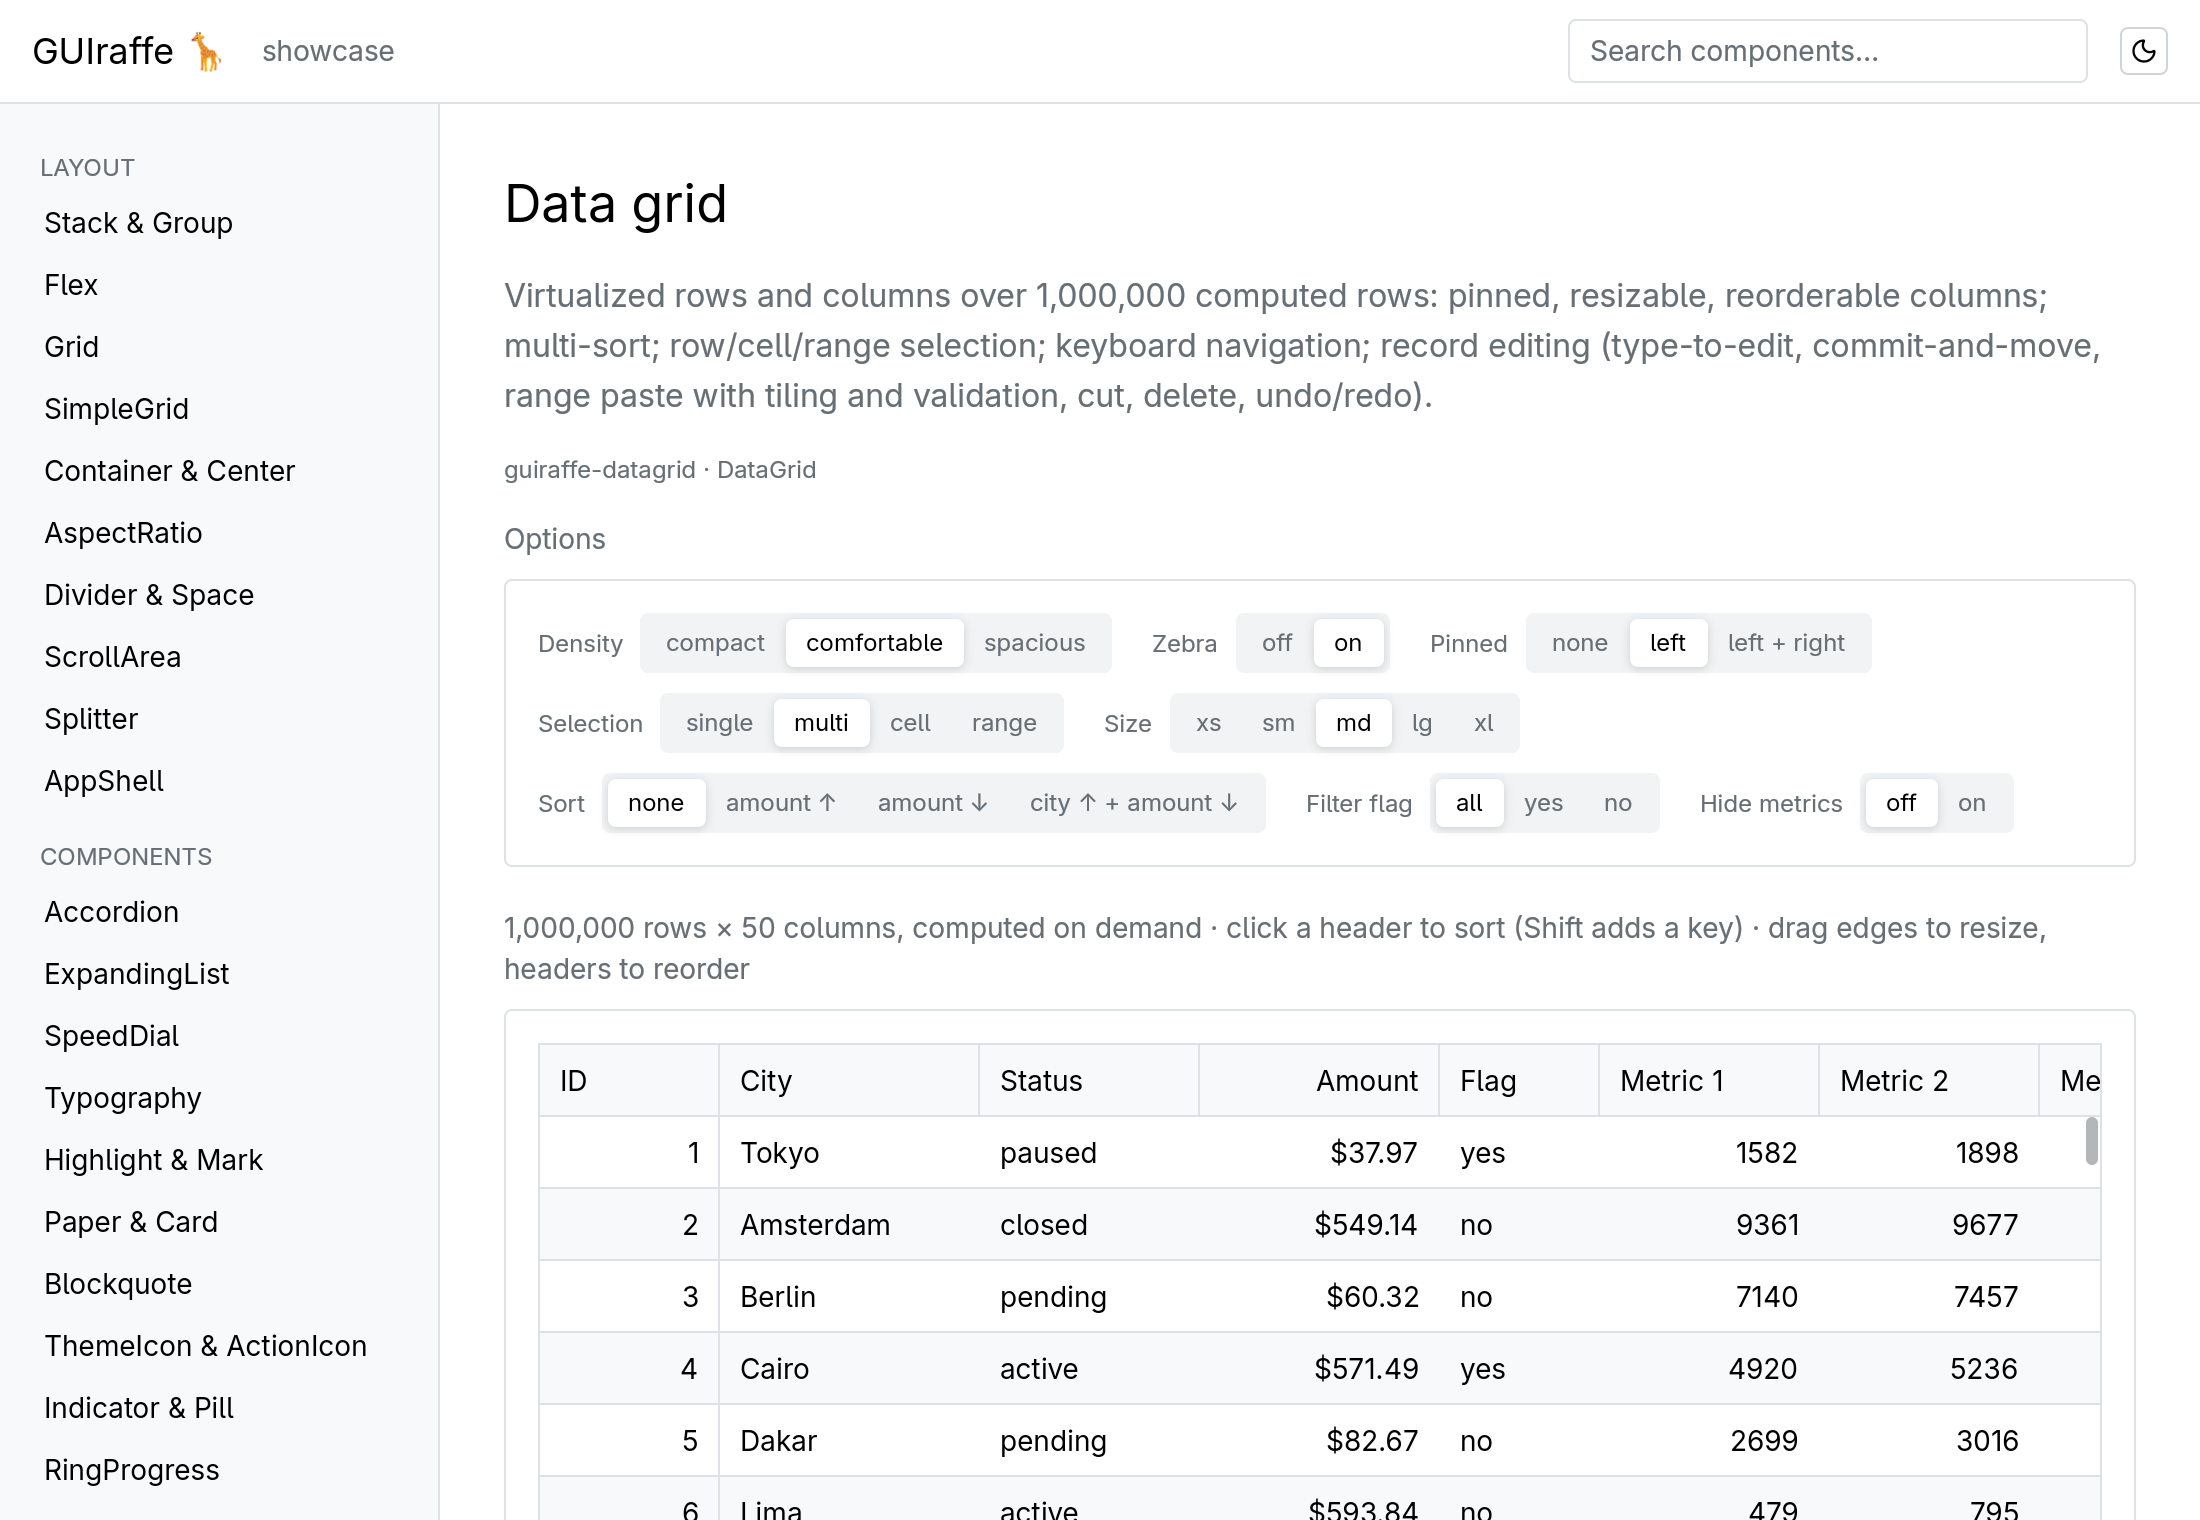 GUIraffe 🦒 showcase Search components...
LAYOUT
Stack & Group
Flex
Grid
SimpleGrid
Container & Center
AspectRatio
Divider & Space
ScrollArea
Splitter
AppShell
COMPONENTS
Accordion
ExpandingList
SpeedDial
Typography
Highlight & Mark
Paper & Card
Blockquote
ThemeIcon & ActionIcon
Indicator & Pill
RingProgress
Data grid
Virtualized rows and columns over 1,000,000 computed rows: pinned, resizable, reorderable columns;
multi-sort; row/cell/range selection; keyboard navigation; record editing (type-to-edit, commit-and-move,
range paste with tiling and validation, cut, delete, undo/redo).
guiraffe-datagrid · DataGrid
Options
Density compact comfortable spacious Zebra off on Pinned none left left + right
Selection single multi cell range Size xs sm md lg xl
Sort none amount ↑ amount ↓ city ↑ + amount ↓ Filter flag all yes no Hide metrics off on
1,000,000 rows × 50 columns, computed on demand · click a header to sort (Shift adds a key) · drag edges to resize,
headers to reorder
ID City Status Amount Flag Metric 1 Metric 2 Me
1 Tokyo paused $37.97 yes 1582 1898
2 Amsterdam closed $549.14 no 9361 9677
3 Berlin pending $60.32 no 7140 7457
4 Cairo active $571.49 yes 4920 5236
5 Dakar pending $82.67 no 2699 3016
6 Lima active $593.84 no 479 795